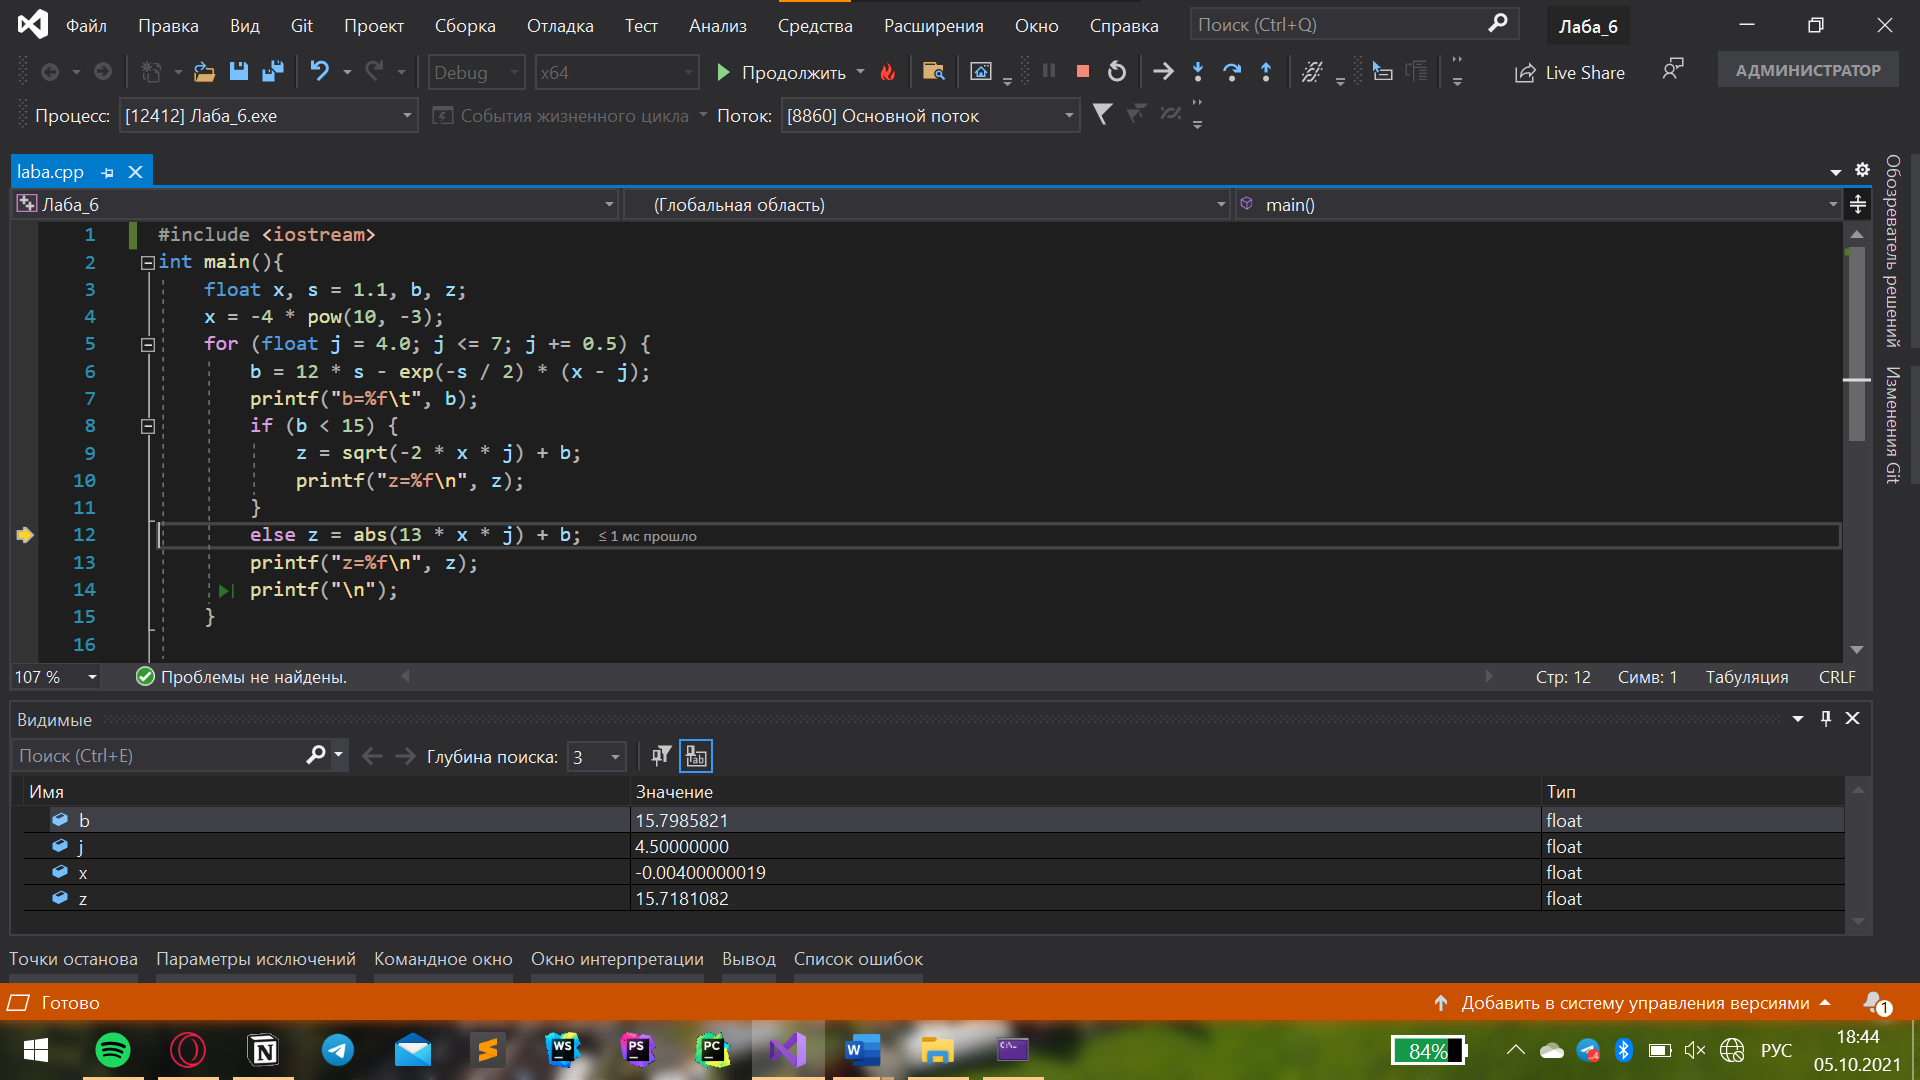 Файл Правка Вид Git Проект Сборка Отладка Тест Анализ Средства Расширения Окно Справка Поиск (Ctrl+Q) Лаба_6
Debug x64 Продолжить Live Share АДМИНИСТРАТОР
Процесс: [12412] Лаба_6.exe События жизненного цикла Поток: [8860] Основной поток
laba.cpp
Лаба_6 (Глобальная область) main()
1 #include <iostream>
2 int main(){
3 float x, s = 1.1, b, z;
4 x = -4 * pow(10, -3);
5 for (float j = 4.0; j <= 7; j += 0.5) {
6 b = 12 * s - exp(-s / 2) * (x - j);
7 printf("b=%f\t", b);
8 if (b < 15) {
9 z = sqrt(-2 * x * j) + b;
10 printf("z=%f\n", z);
11 }
12 else z = abs(13 * x * j) + b; ≤ 1 мс прошло
13 printf("z=%f\n", z);
14 printf("\n");
15 }
16
Обозреватель решений
Изменения Git
107 % Проблемы не найдены. Стр: 12 Симв: 1 Табуляция CRLF
Видимые
Поиск (Ctrl+E) Глубина поиска: 3
Имя Значение Тип
b 15.7985821 float
j 4.50000000 float
x -0.00400000019 float
z 15.7181082 float
Точки останова Параметры исключений Командное окно Окно интерпретации Вывод Список ошибок
Готово Добавить в систему управления версиями 1
WS PS PC W C:\ 84% РУС 18:44
05.10.2021